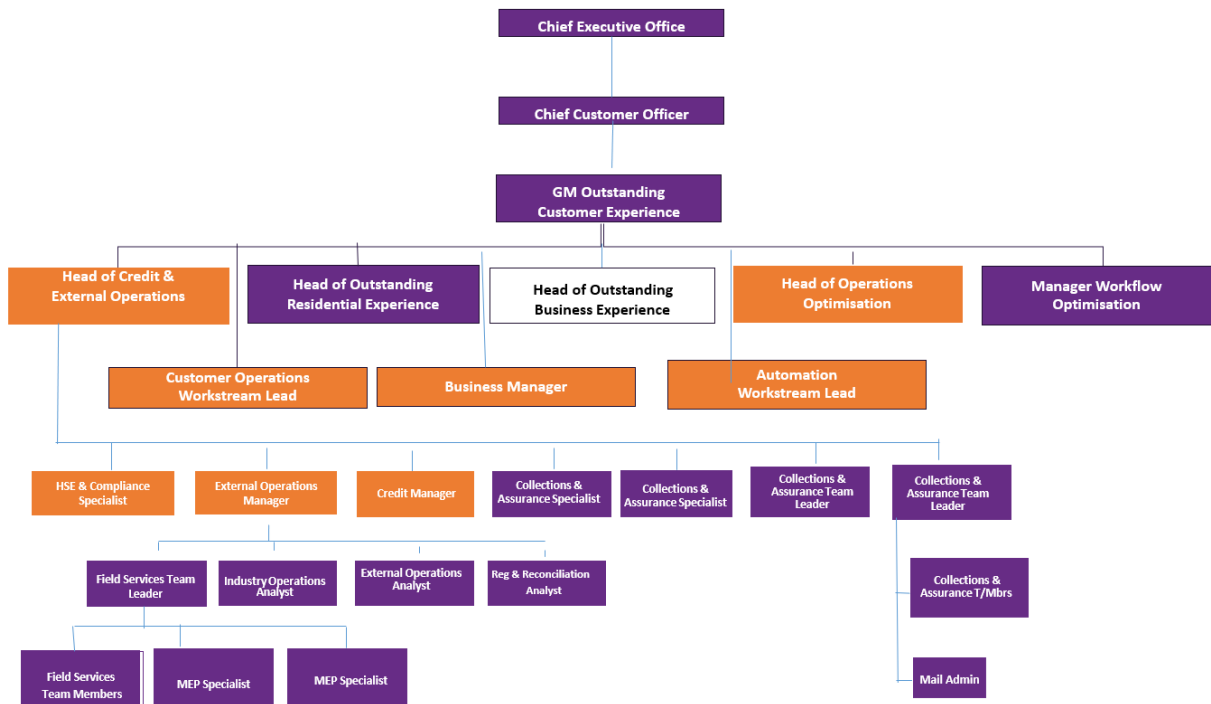 Chief Executive Office
Chief Customer Officer
GM Outstanding
Customer Experience
Head of Credit &
External Operations
Head of Outstanding
Residential Experience
Head of Outstanding
Business Experience
Head of Operations
Optimisation
Manager Workflow
Optimisation
Customer Operations
Workstream Lead
Business Manager
Automation
Workstream Lead
HSE & Compliance
Specialist
External Operations
Manager
Credit Manager
Collections &
Assurance Specialist
Collections &
Assurance Specialist
Collections &
Assurance Team
Leader
Collections &
Assurance Team
Leader
Field Services Team
Leader
Industry Operations
Analyst
External Operations
Analyst
Reg & Reconciliation
Analyst
Collections &
Assurance T/Mbrs
Field Services
Team Members
MEP Specialist
MEP Specialist
Mail Admin